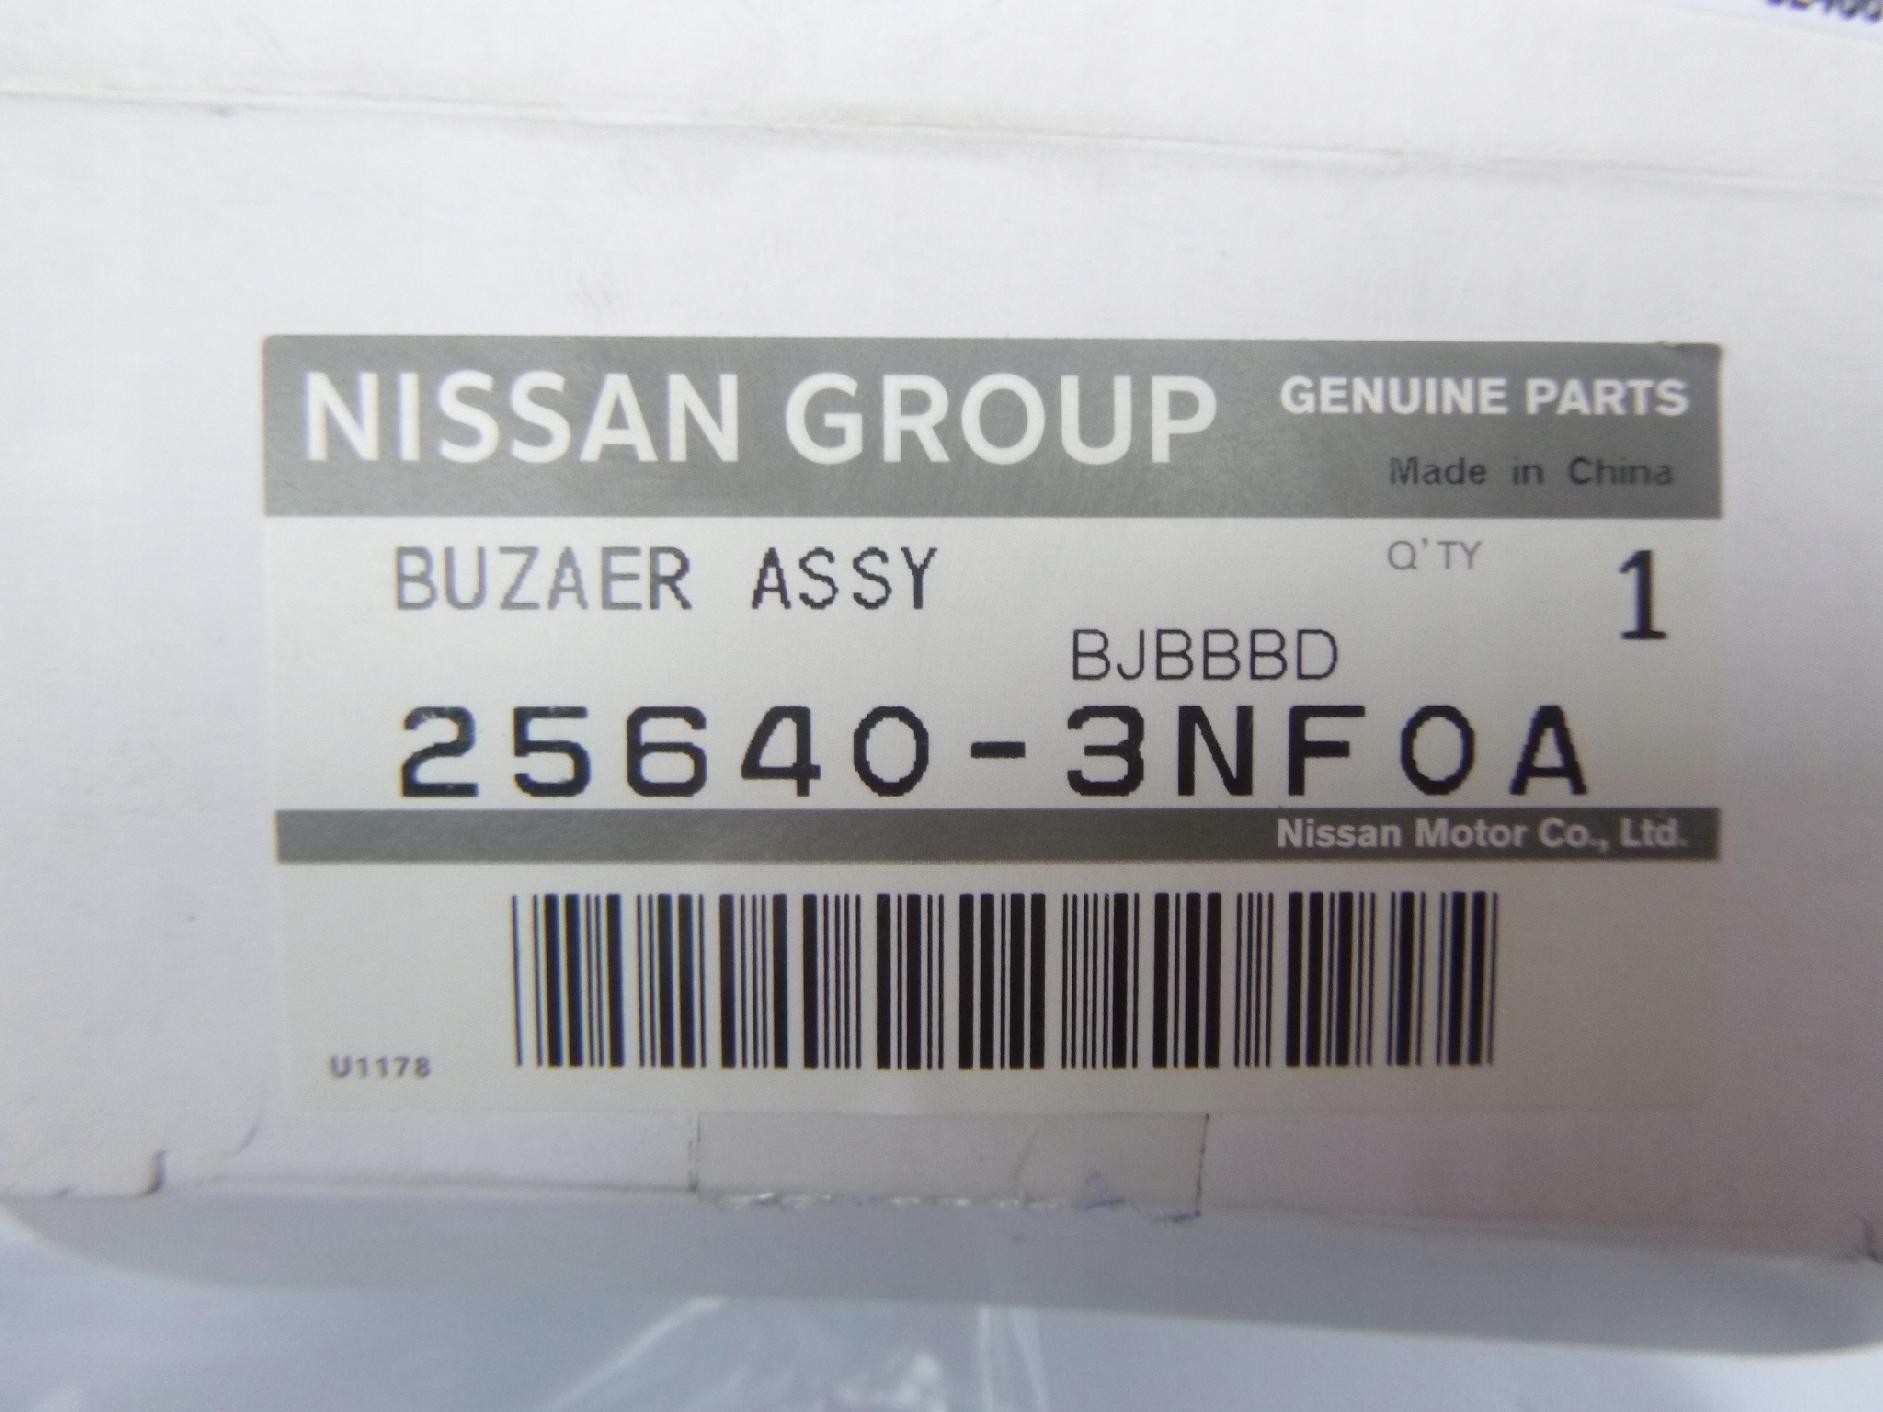 NISSAN GROUP GENUINE PARTS
Made in China
BUZAER ASSY Q'TY 1
BJBBBD
25640-3NF0A
Nissan Motor Co., Ltd.
U1178